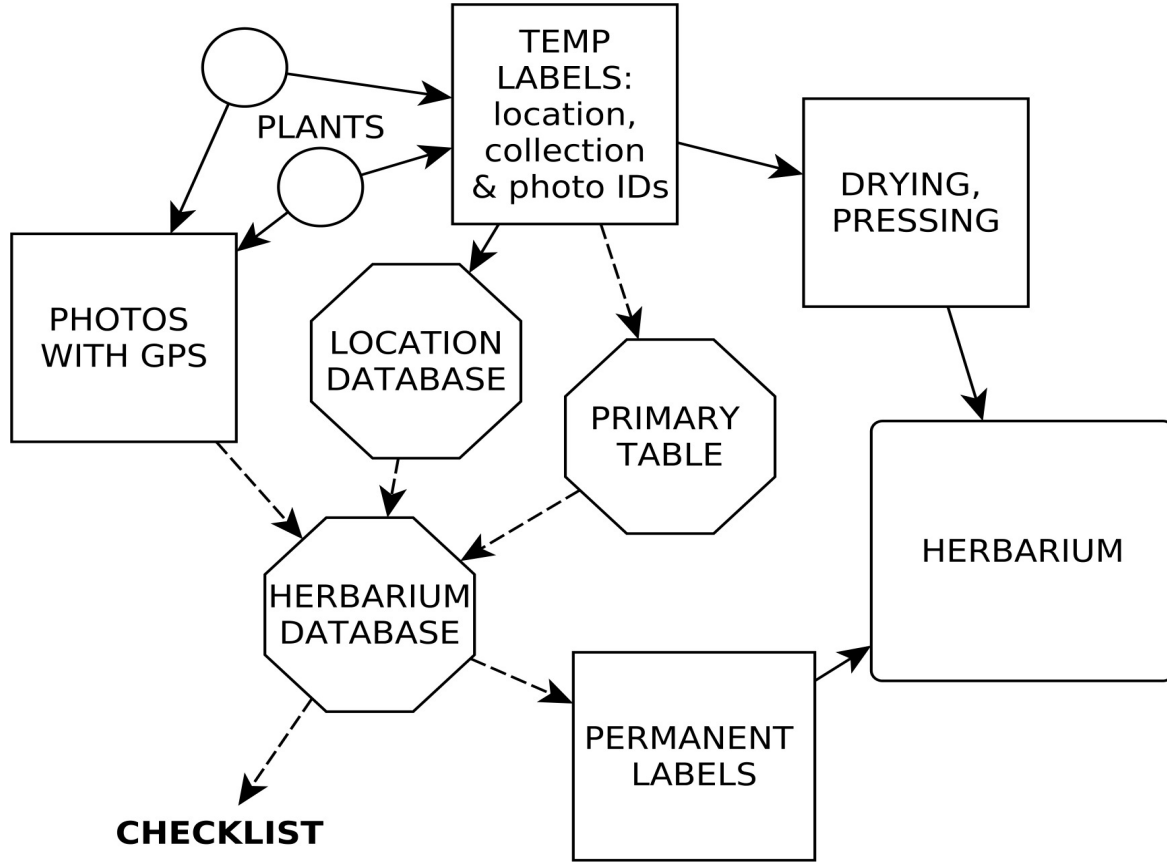 TEMP
LABELS:
location,
collection
& photo IDs
PLANTS
DRYING,
PRESSING
PHOTOS
WITH GPS
LOCATION
DATABASE
PRIMARY
TABLE
HERBARIUM
HERBARIUM
DATABASE
PERMANENT
LABELS
CHECKLIST